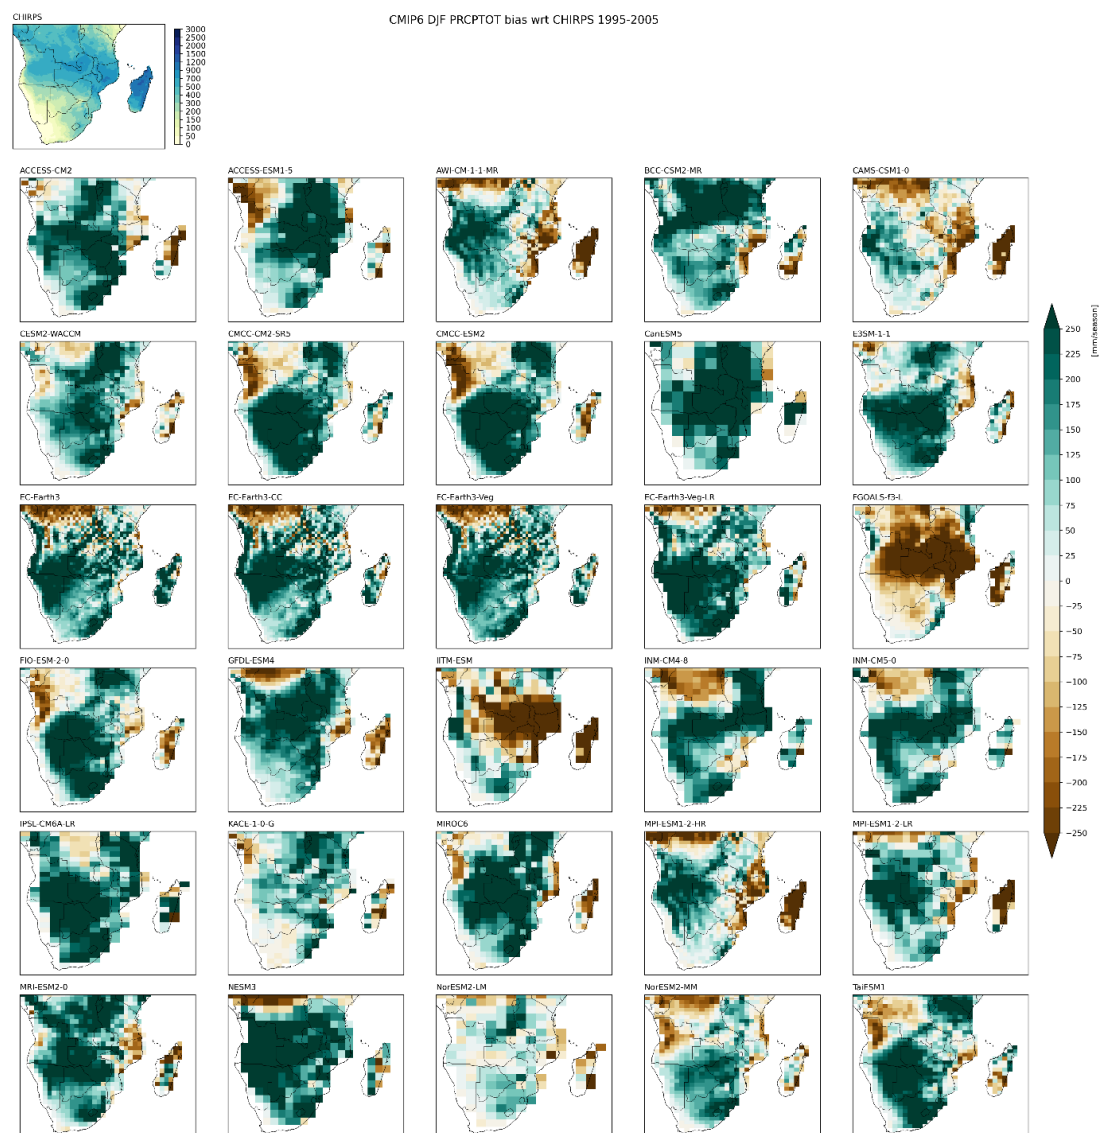 CHIRPS
CMIP6 DJF PRCPTOT bias wrt CHIRPS 1995-2005
3000
2500
2000
1500
1200
900
700
500
400
300
200
150
100
50
0
ACCESS-CM2
ACCESS-ESM1-5
AWI-CM-1-1-MR
BCC-CSM2-MR
CAMS-CSM1-0
CESM2-WACCM
CMCC-CM2-SR5
CMCC-ESM2
CanESM5
E3SM-1-1
EC-Earth3
EC-Earth3-CC
EC-Earth3-Veg
EC-Earth3-Veg-LR
FGOALS-f3-L
FIO-ESM-2-0
GFDL-ESM4
IITM-ESM
INM-CM4-8
INM-CM5-0
IPSL-CM6A-LR
KACE-1-0-G
MIROC6
MPI-ESM1-2-HR
MPI-ESM1-2-LR
MRI-ESM2-0
NESM3
NorESM2-LM
NorESM2-MM
TaiESM1
[mm/season]
250
225
200
175
150
125
100
75
50
25
0
−25
−50
−75
−100
−125
−150
−175
−200
−225
−250